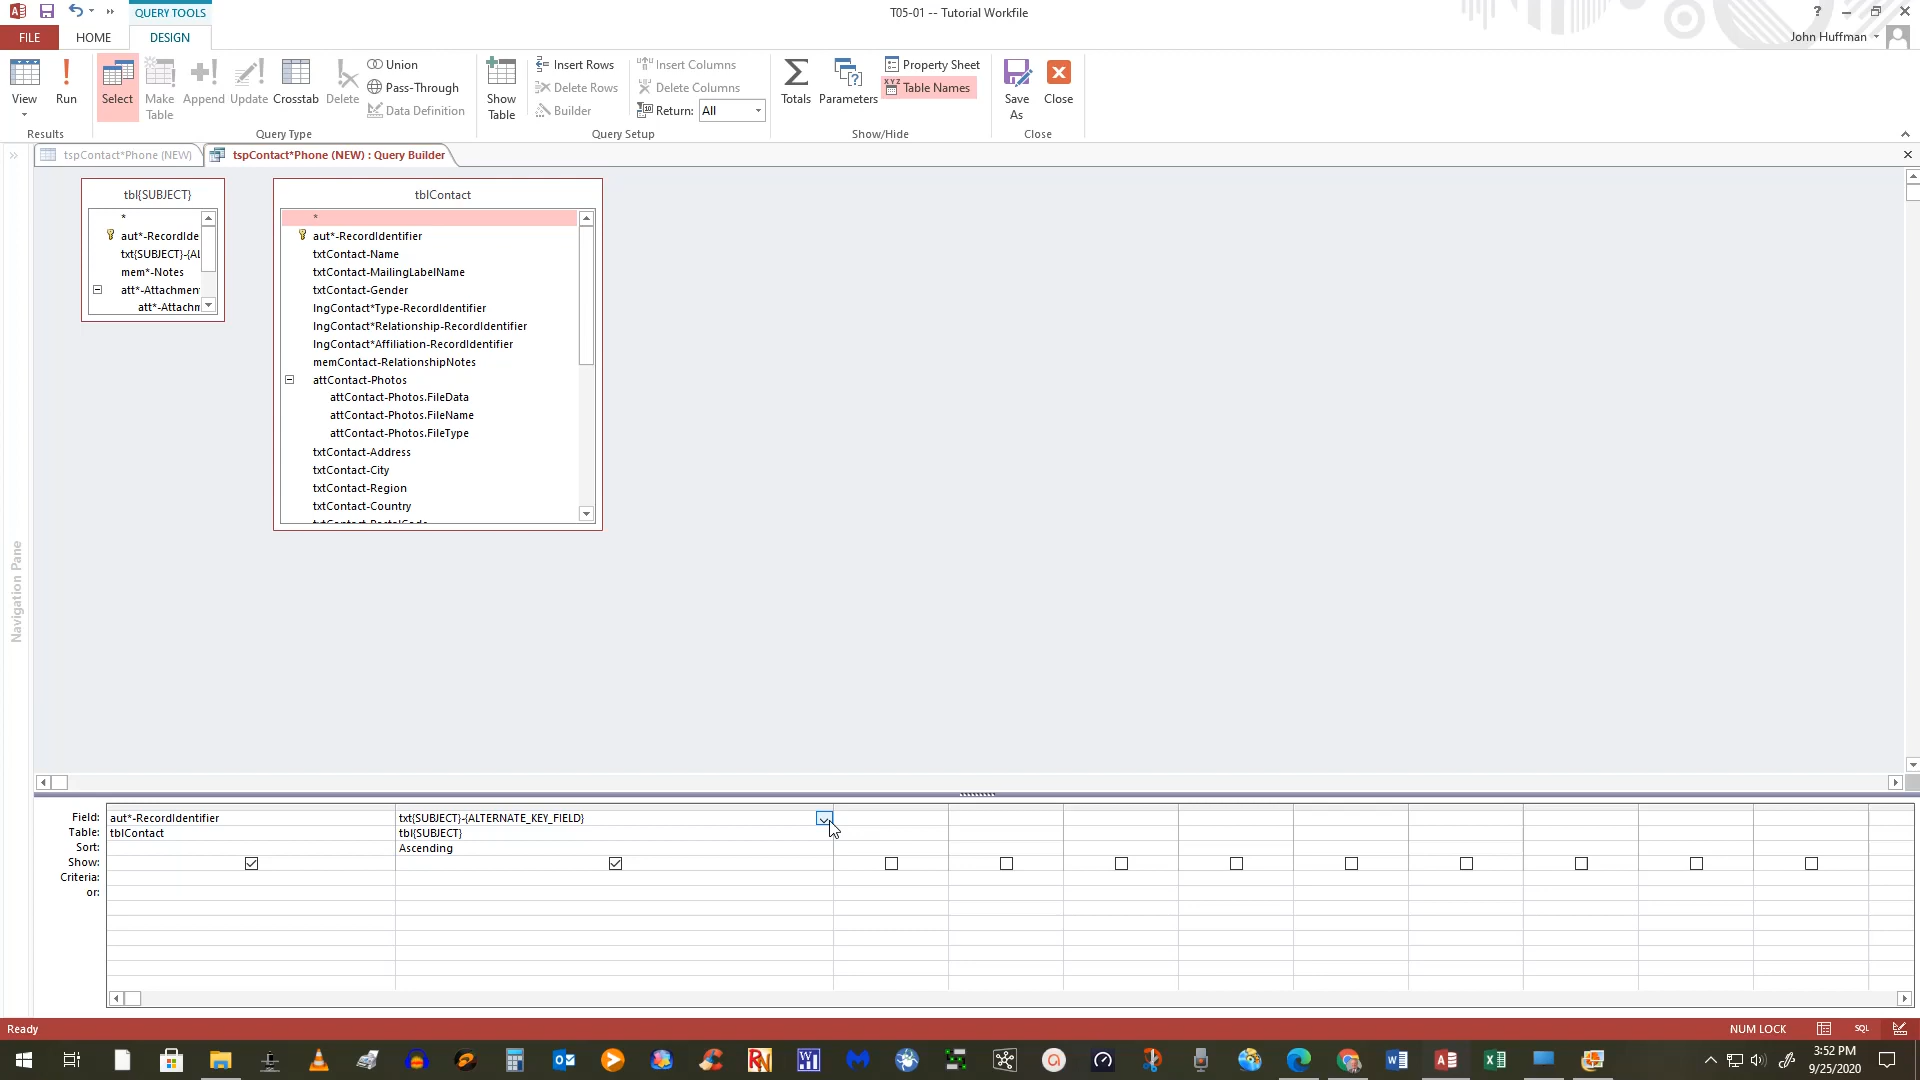 QUERY TOOLS
T05-01 -- Tutorial Workfile
FILE
HOME
DESIGN
John Huffman
View
Run
Results
Select
Make
Table
Append
Update
Crosstab
Delete
Union
Pass-Through
Data Definition
Query Type
Show
Table
Insert Rows
Delete Rows
Builder
Insert Columns
Delete Columns
Return: All
Query Setup
Totals
Parameters
Property Sheet
Table Names
Show/Hide
Save
As
Close
Close
tspContact*Phone (NEW)
tspContact*Phone (NEW) : Query Builder
Navigation Pane
tbl{SUBJECT}
*
aut*-RecordIde
txt{SUBJECT}-{AL
mem*-Notes
att*-Attachmen
att*-Attachm
tblContact
*
aut*-RecordIdentifier
txtContact-Name
txtContact-MailingLabelName
txtContact-Gender
lngContact*Type-RecordIdentifier
lngContact*Relationship-RecordIdentifier
lngContact*Affiliation-RecordIdentifier
memContact-RelationshipNotes
attContact-Photos
attContact-Photos.FileData
attContact-Photos.FileName
attContact-Photos.FileType
txtContact-Address
txtContact-City
txtContact-Region
txtContact-Country
Field: aut*-RecordIdentifier txt{SUBJECT}-{ALTERNATE_KEY_FIELD}
Table: tblContact tbl{SUBJECT}
Sort: Ascending
Show:
Criteria:
or:
Ready
NUM LOCK
SQL
3:52 PM
9/25/2020